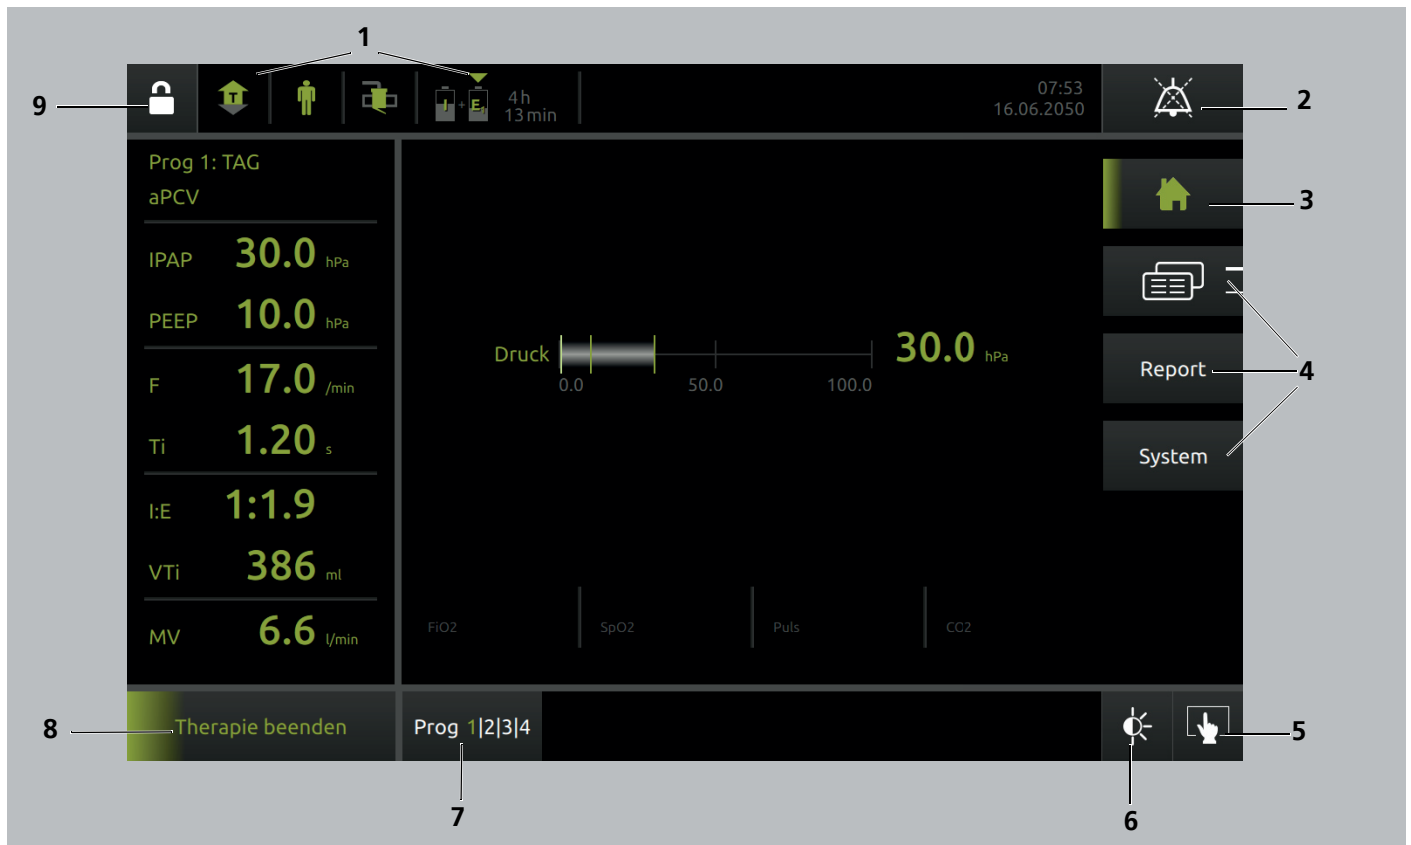 1
9
T
I + E
4 h
13 min
07:53
16.06.2050
2
Prog 1: TAG
aPCV
IPAP 30.0 hPa
PEEP 10.0 hPa
F 17.0 /min
Ti 1.20 s
I:E 1:1.9
VTi 386 ml
MV 6.6 l/min
Druck 30.0 hPa
0.0 50.0 100.0
FiO2 SpO2 Puls CO2
3
Report
4
System
8
Therapie beenden
Prog 1|2|3|4
5
7
6